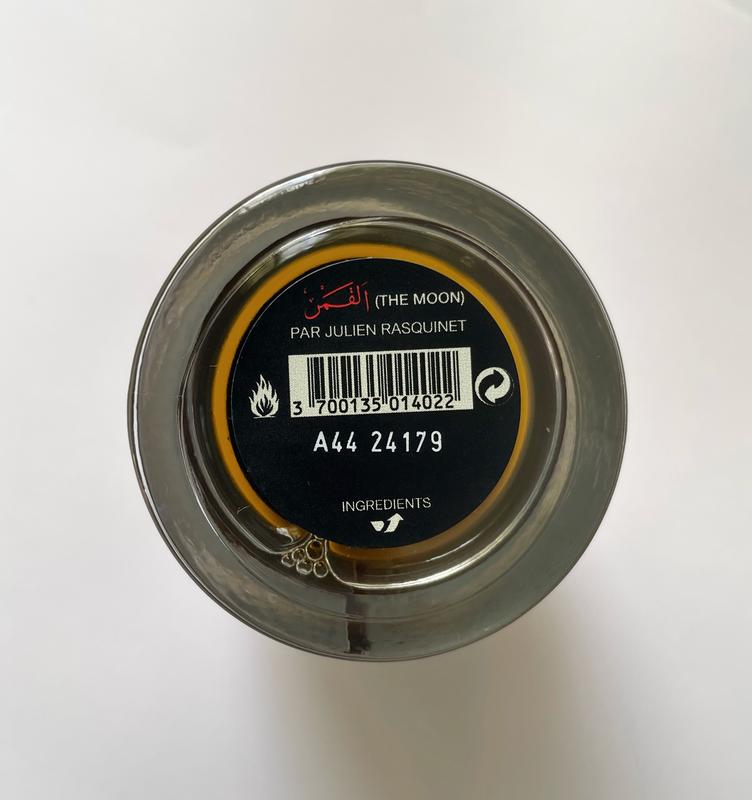 القمر (THE MOON)
PAR JULIEN RASQUINET
3 700135 014022
A44 24179
INGREDIENTS